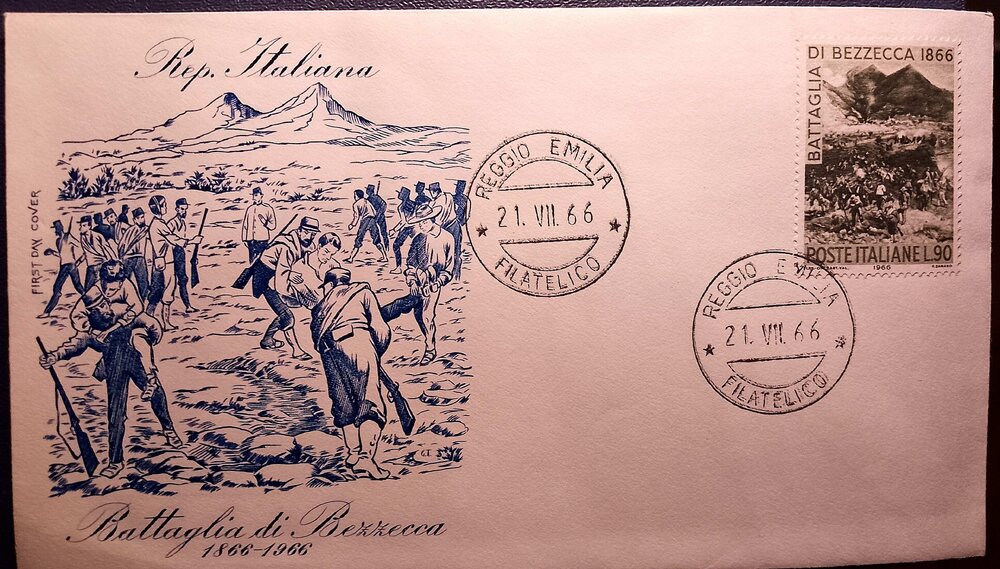 Rep. Italiana
FIRST DAY COVER
Battaglia di Bezzecca
1866-1966
REGGIO EMILIA
21. VII. 66
FILATELICO
BATTAGLIA
DI BEZZECCA 1866
POSTE ITALIANE L.90
1966
REGGIO EMILIA
21. VII. 66
FILATELICO